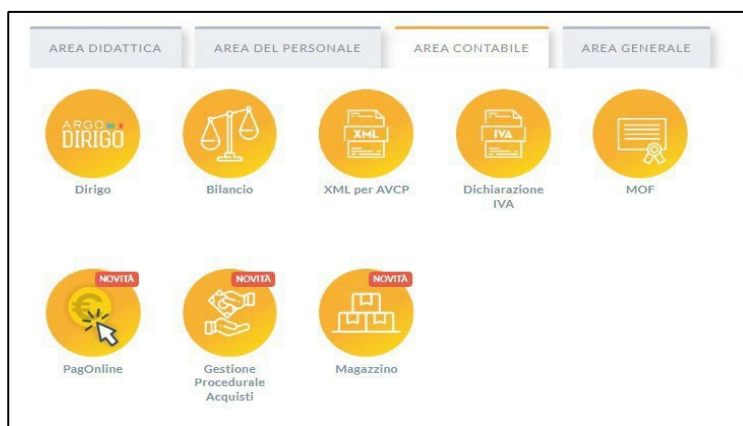 AREA DIDATTICA
AREA DEL PERSONALE
AREA CONTABILE
AREA GENERALE
ARGO
DIRIGO
XML
IVA
Dirigo
Bilancio
XML per AVCP
Dichiarazione
IVA
MOF
NOVITÀ
NOVITÀ
NOVITÀ
€
PagOnline
Gestione
Procedurale
Acquisti
Magazzino